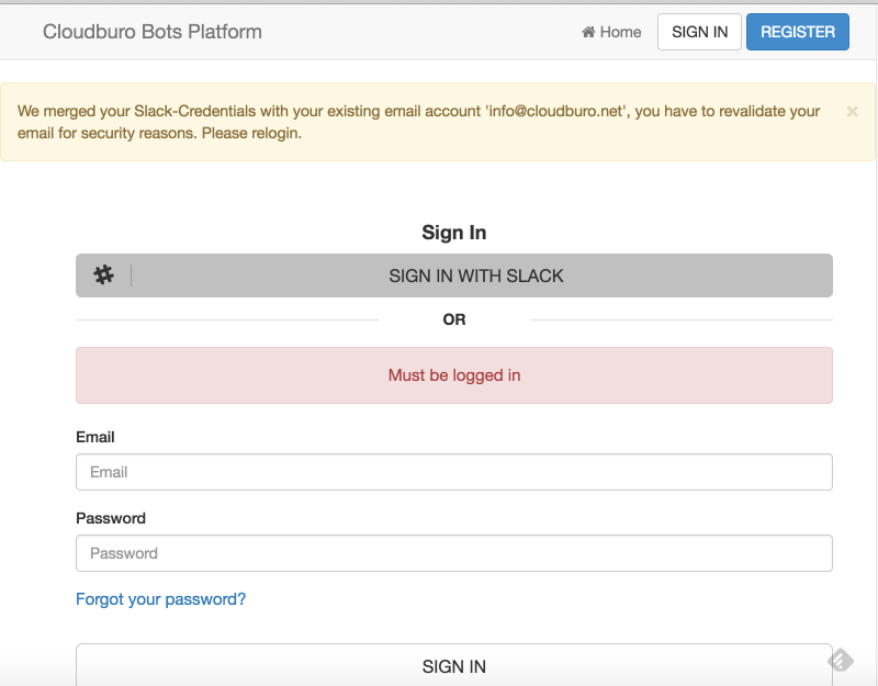 Cloudburo Bots Platform
Home
SIGN IN
REGISTER
We merged your Slack-Credentials with your existing email account 'info@cloudburo.net', you have to revalidate your
email for security reasons. Please relogin.
×
Sign In
SIGN IN WITH SLACK
OR
Must be logged in
Email
Email
Password
Password
Forgot your password?
SIGN IN